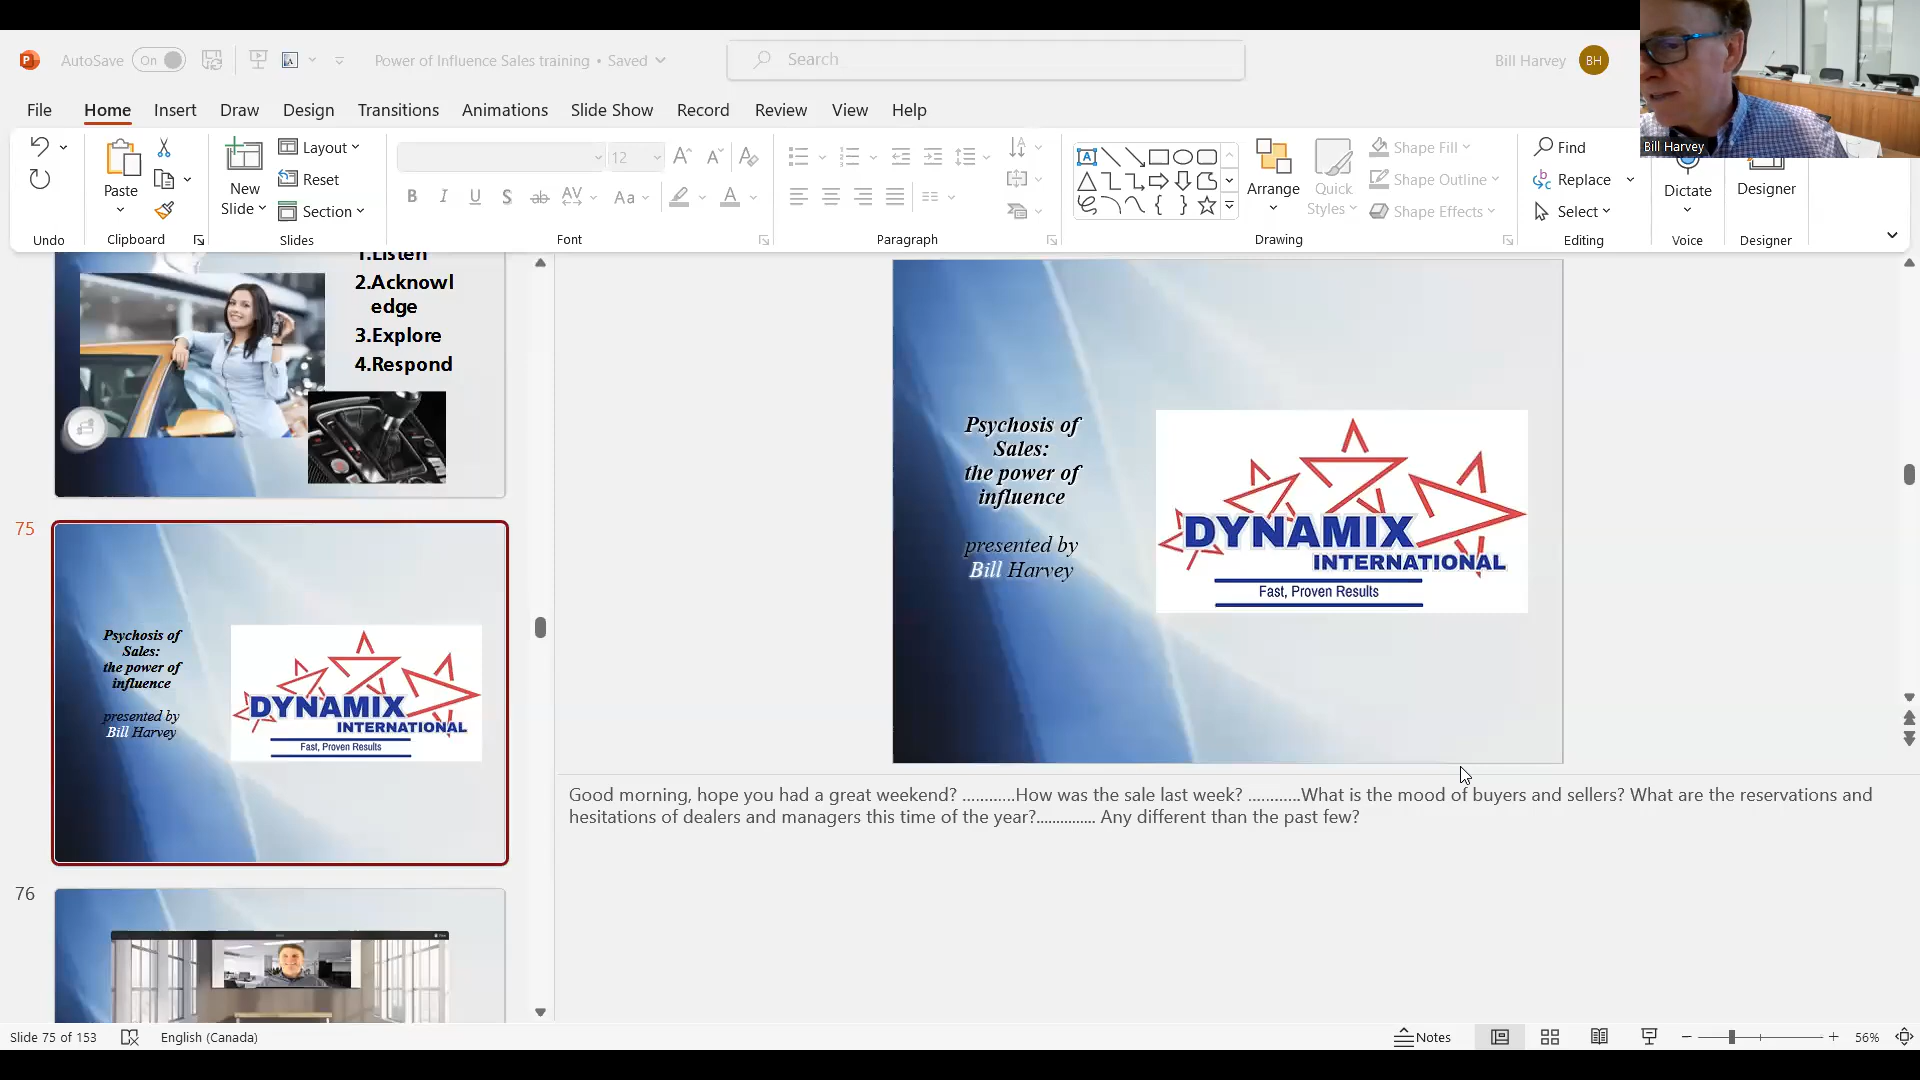 AutoSave On Power of Influence Sales training • Saved Search Bill Harvey BH
File Home Insert Draw Design Transitions Animations Slide Show Record Review View Help
Bill Harvey
Paste
New
Slide
Layout
Reset
Section
12
B I U S ab AV Aa A
Arrange
Quick
Styles
Shape Fill
Shape Outline
Shape Effects
Find
Replace
Select
Dictate
Designer
Undo Clipboard Slides Font Paragraph Drawing Editing Voice Designer
1.Listen
2.Acknowl
edge
3.Explore
4.Respond
75
Psychosis of
Sales:
the power of
influence
presented by
Bill Harvey
DYNAMIX
INTERNATIONAL
Fast, Proven Results
76
Psychosis of
Sales:
the power of
influence
presented by
Bill Harvey
DYNAMIX
INTERNATIONAL
Fast, Proven Results
Good morning, hope you had a great weekend? ............How was the sale last week? ............What is the mood of buyers and sellers? What are the reservations and
hesitations of dealers and managers this time of the year?............... Any different than the past few?
Slide 75 of 153 English (Canada) Notes 56%